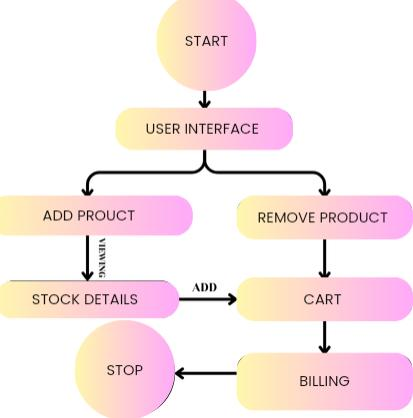 START
USER INTERFACE
ADD PROUCT
REMOVE PRODUCT
VIEWING
STOCK DETAILS
ADD
CART
STOP
BILLING